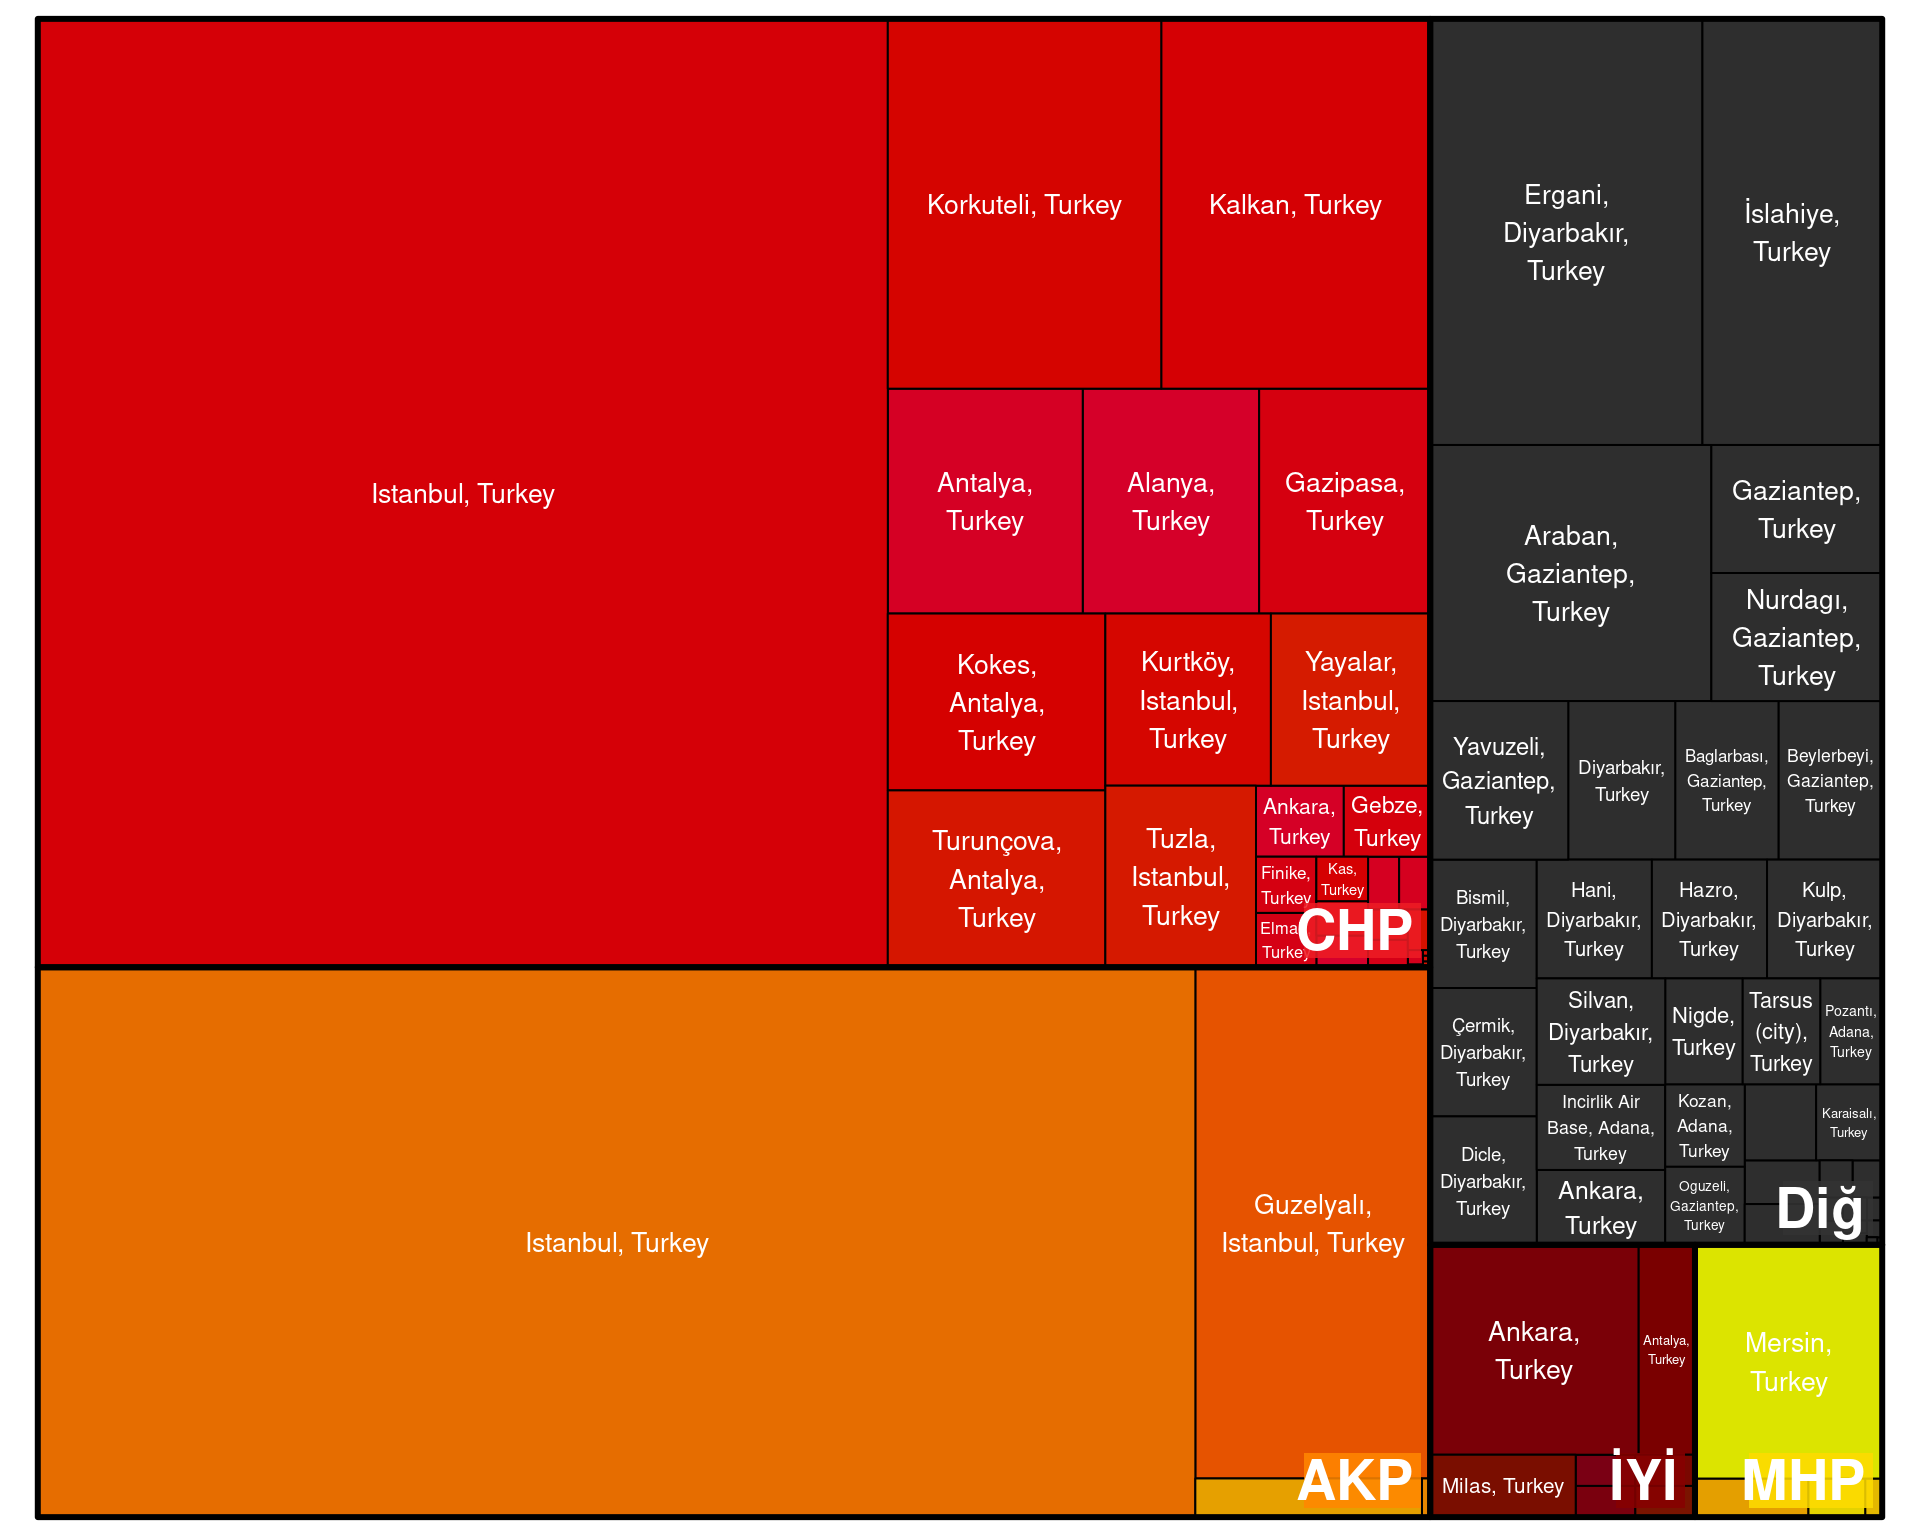 Istanbul, Turkey
Korkuteli, Turkey
Kalkan, Turkey
Antalya,
Turkey
Alanya,
Turkey
Gazipasa,
Turkey
Kokes,
Antalya,
Turkey
Kurtköy,
Istanbul,
Turkey
Yayalar,
Istanbul,
Turkey
Turunçova,
Antalya,
Turkey
Tuzla,
Istanbul,
Turkey
Ankara,
Turkey
Gebze,
Turkey
Finike,
Turkey
Kas,
Turkey
Turkey
CHP
Istanbul, Turkey
Guzelyalı,
Istanbul, Turkey
AKP
Ergani,
Diyarbakır,
Turkey
İslahiye,
Turkey
Araban,
Gaziantep,
Turkey
Gaziantep,
Turkey
Nurdagı,
Gaziantep,
Turkey
Yavuzeli,
Gaziantep,
Turkey
Diyarbakır,
Turkey
Baglarbası,
Gaziantep,
Turkey
Beylerbeyi,
Gaziantep,
Turkey
Bismil,
Diyarbakır,
Turkey
Hani,
Diyarbakır,
Turkey
Hazro,
Diyarbakır,
Turkey
Kulp,
Diyarbakır,
Turkey
Çermik,
Diyarbakır,
Turkey
Silvan,
Diyarbakır,
Turkey
Nigde,
Turkey
Tarsus
(city),
Turkey
Pozantı,
Adana,
Turkey
Dicle,
Diyarbakır,
Turkey
Incirlik Air
Base, Adana,
Turkey
Kozan,
Adana,
Turkey
Karaisalı,
Turkey
Ankara,
Turkey
Oguzeli,
Gaziantep,
Turkey
Diğ
Ankara,
Turkey
Antalya,
Turkey
Milas, Turkey
İYİ
Mersin,
Turkey
MHP